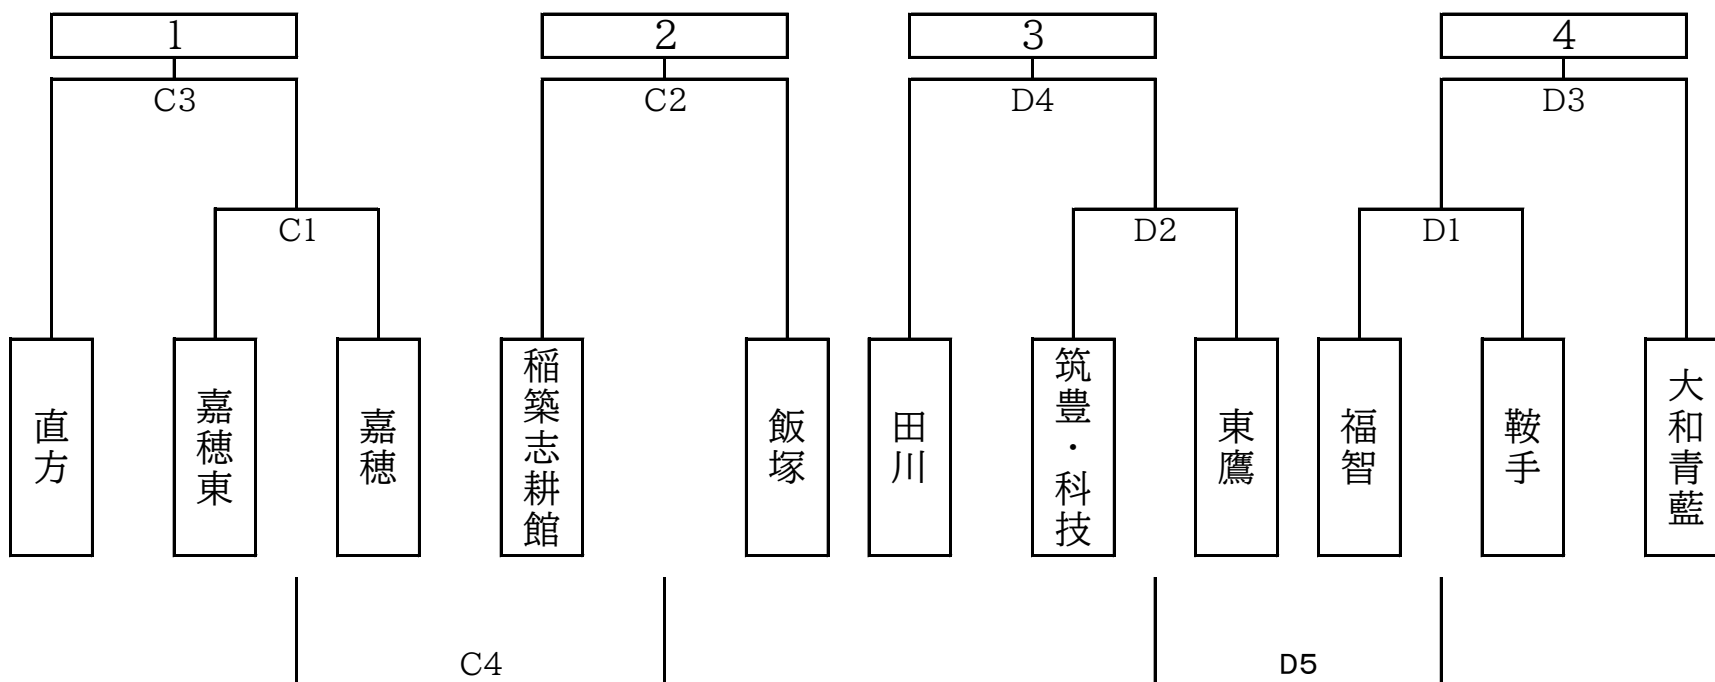 1
2
3
4
C3
C2
D4
D3
C1
D2
D1
直方
嘉穂東
嘉穂
稲築志耕館
飯塚
田川
筑豊・科技
東鷹
福智
鞍手
大和青藍
C4
D5